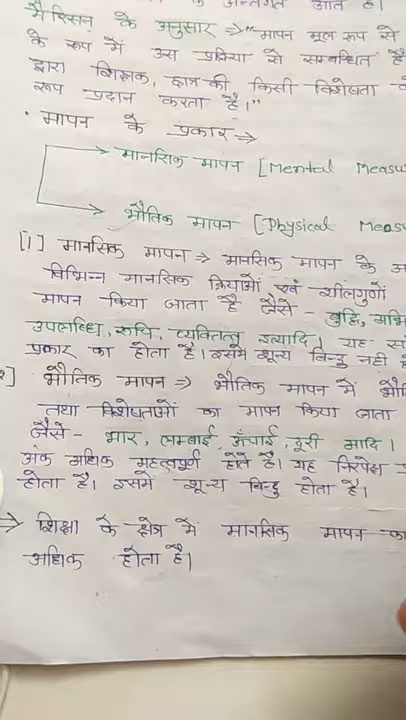 के अन्तर्गत आते हैं।
मैरिसन के अनुसार ⇒ "मापन मूल रूप से
के रूप में उस प्रक्रिया से सम्बन्धित है
द्वारा शिक्षक, छात्र की किसी विशेषता
रूप प्रदान करता है।"
• मापन के प्रकार ⇒
→ मानसिक मापन [Mental Measu
→ भौतिक मापन [Physical Meas
[1] मानसिक मापन ⇒ मानसिक मापन के अ
विभिन्न मानसिक क्रियाओं एवं शीलगुणों
मापन किया जाता है जैसे - बुद्धि, अभि
उपलब्धि, रूचि, व्यक्तित्व इत्यादि। यह
प्रकार का होता है। इसमें शून्य बिन्दु नही
2] भौतिक मापन ⇒ भौतिक मापन में भौ
तथा विशेषताओं का मापन किया जाता
जैसे - भार, लम्बाई, ऊँचाई, दूरी आदि।
अंक अधिक महत्वपूर्ण होते है। यह निरपेक्ष
होता है। इसमें शून्य बिन्दु होता है।
⇒ शिक्षा के क्षेत्र में मानसिक मापन का
अधिक होता है।